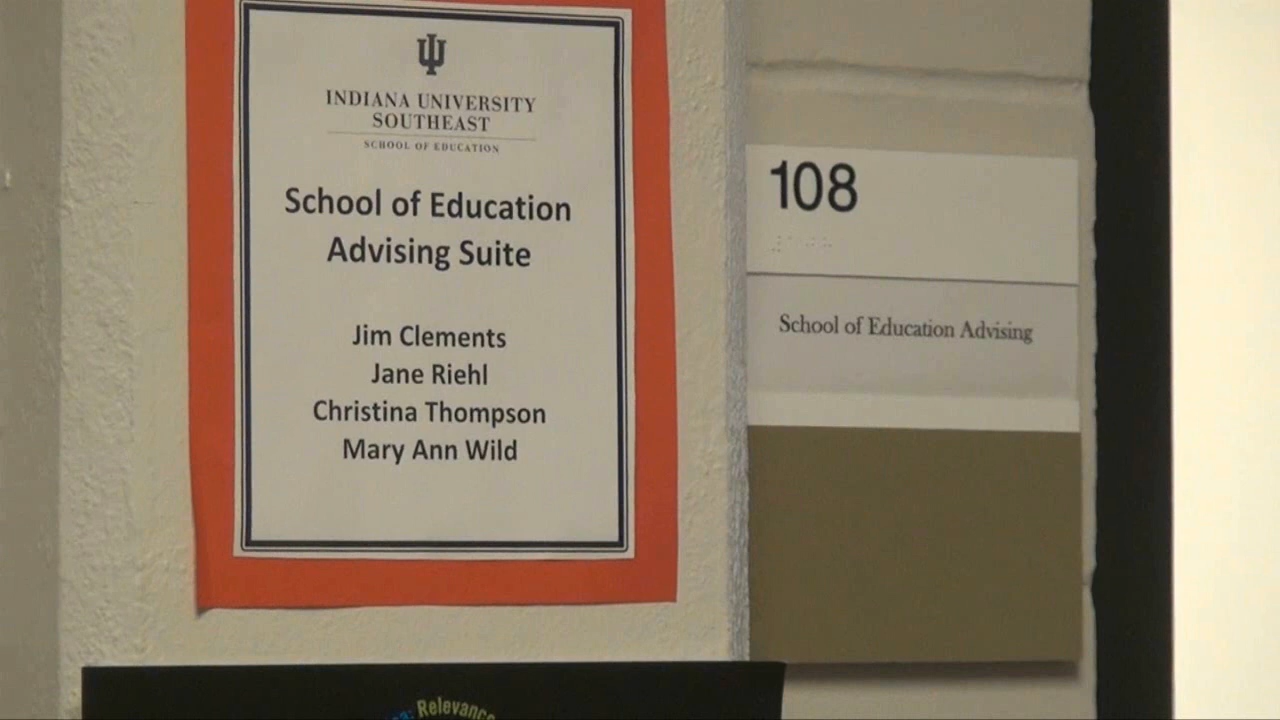 INDIANA UNIVERSITY
SOUTHEAST
SCHOOL OF EDUCATION
School of Education
Advising Suite
Jim Clements
Jane Riehl
Christina Thompson
Mary Ann Wild
108
School of Education Advising
Relevance